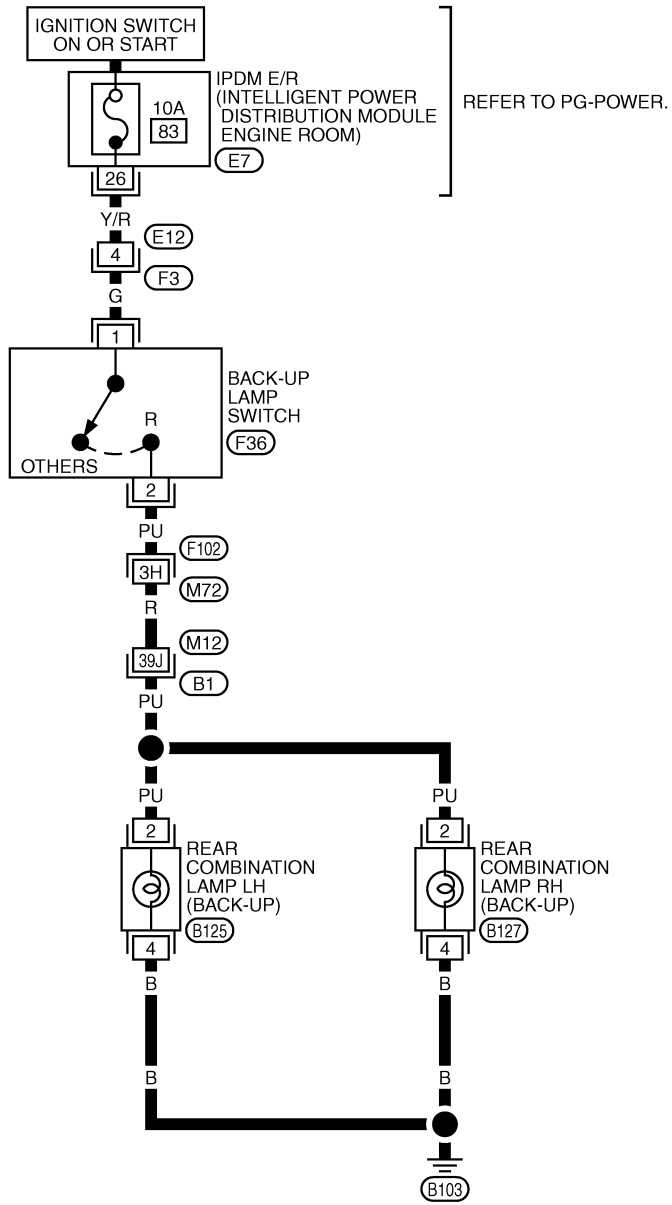 IGNITION SWITCH
ON OR START
IPDM E/R
(INTELLIGENT POWER
DISTRIBUTION MODULE
ENGINE ROOM)
10A
83
E7
REFER TO PG-POWER.
26
Y/R
E12
4
F3
G
1
BACK-UP
LAMP
SWITCH
F36
R
OTHERS
2
PU
F102
3H
M72
R
M12
39J
B1
PU
PU
PU
2
2
REAR
COMBINATION
LAMP LH
(BACK-UP)
B125
REAR
COMBINATION
LAMP RH
(BACK-UP)
B127
4
4
B
B
B
B
B103